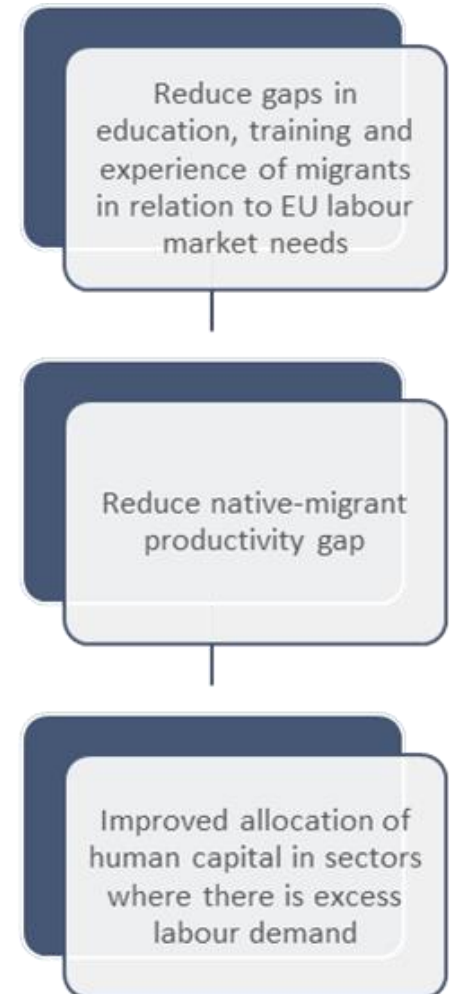 Reduce gaps in
education, training and
experience of migrants
in relation to EU labour
market needs
Reduce native-migrant
productivity gap
Improved allocation of
human capital in sectors
where there is excess
labour demand